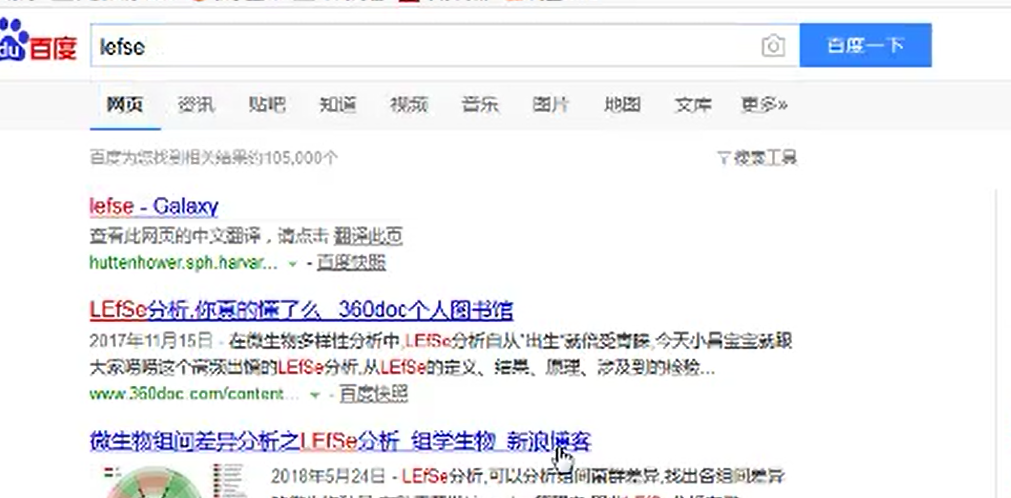 du百度
lefse
百度一下
网页 资讯 贴吧 知道 视频 音乐 图片 地图 文库 更多»
百度为您找到相关结果约105,000个
搜索工具
lefse - Galaxy
查看此网页的中文翻译，请点击 翻译此页
huttenhower.sph.harvar... - 百度快照
LEfSe分析,你真的懂了么_360doc个人图书馆
2017年11月15日 - 在微生物多样性分析中,LEfSe分析自从"出生"就倍受青睐,今天小昌宝宝就跟
大家唠唠这个高频出镜的LEfSe分析,从LEfSe的定义、结果、原理、涉及到的检验...
www.360doc.com/content... - 百度快照
微生物组间差异分析之LEfSe分析_组学生物_新浪博客
2018年5月24日 - LEfSe分析,可以分析组间菌群差异,找出各组间差异